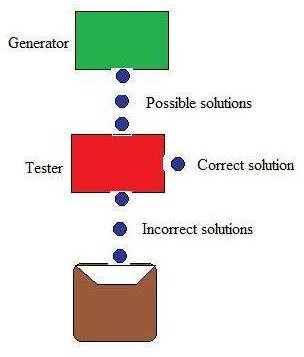 Generator
Possible solutions
Tester
Correct solution
Incorrect solutions